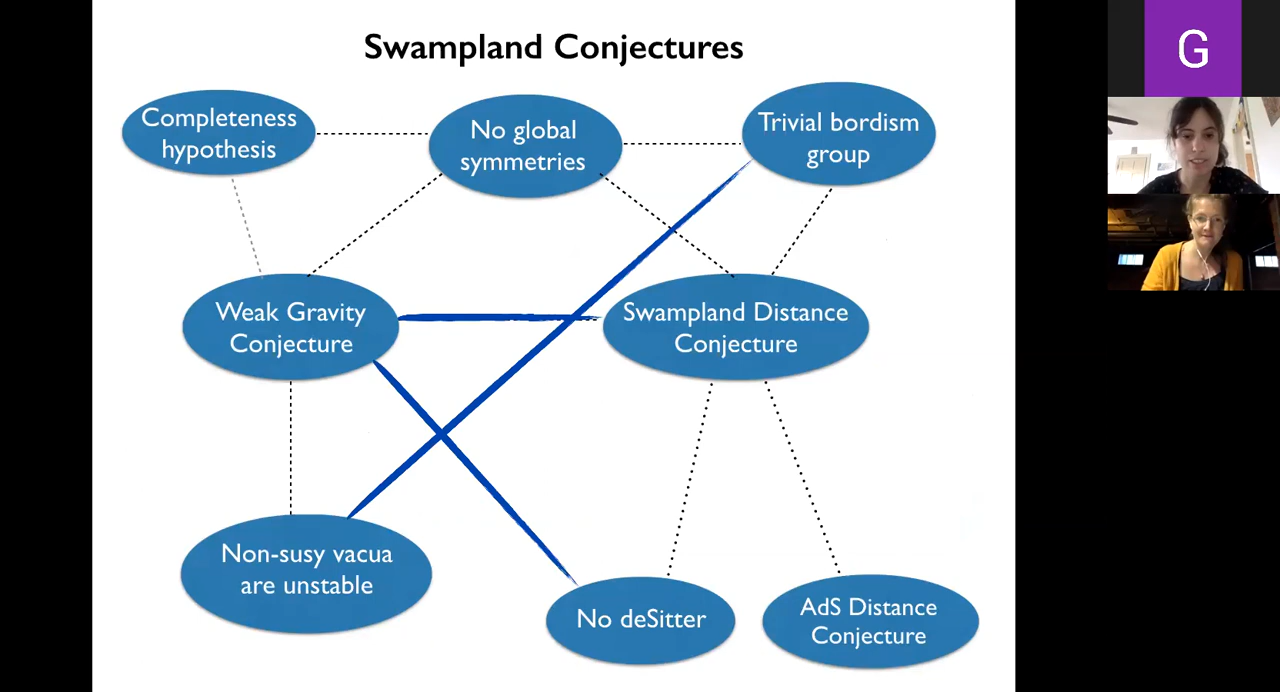 Swampland Conjectures
Completeness
hypothesis
No global
symmetries
Trivial bordism
group
Weak Gravity
Conjecture
Swampland Distance
Conjecture
Non-susy vacua
are unstable
No deSitter
AdS Distance
Conjecture
G